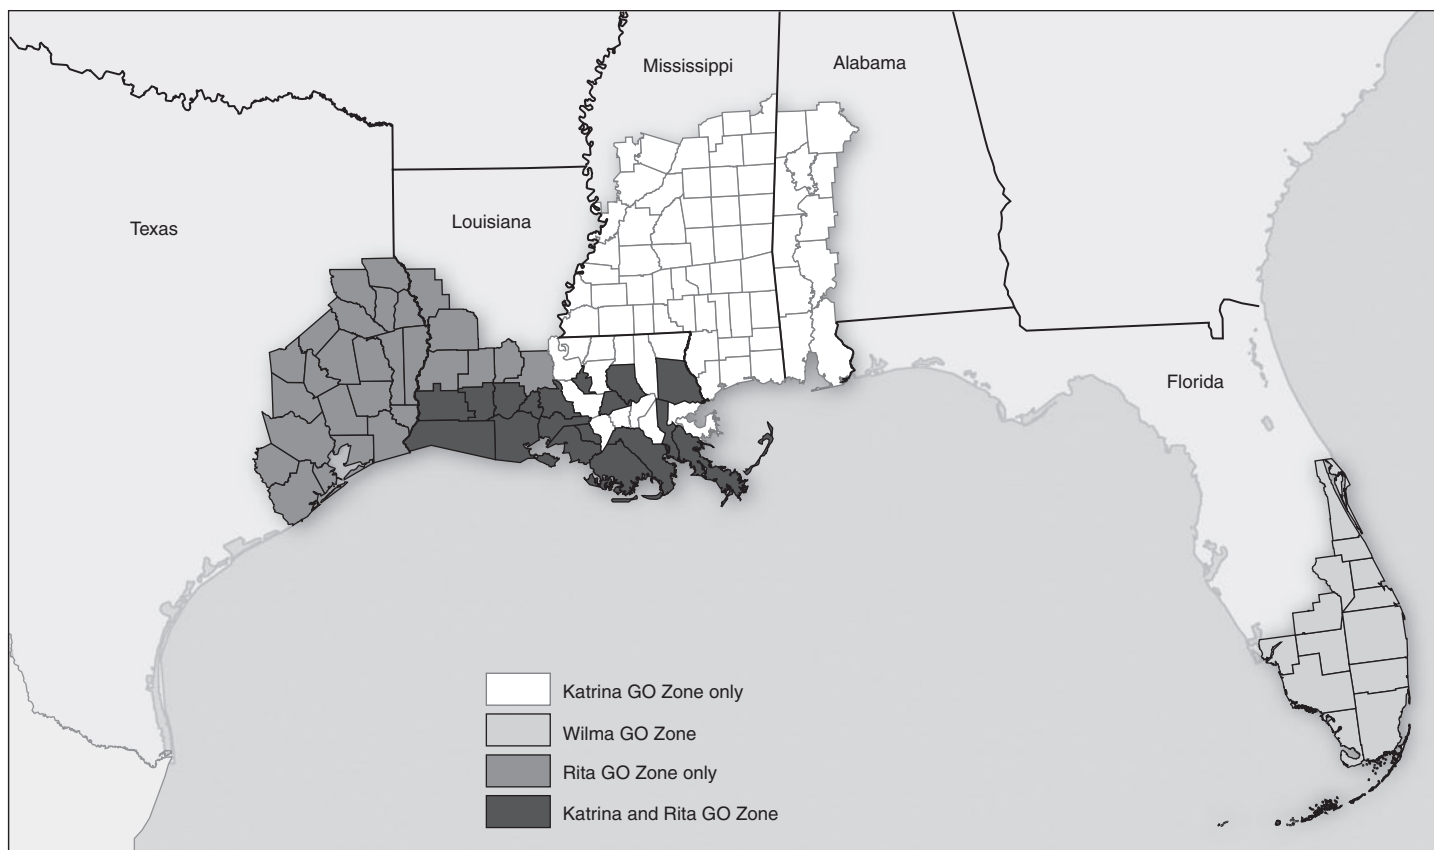 Mississippi
Alabama
Louisiana
Texas
Florida
Katrina GO Zone only
Wilma GO Zone
Rita GO Zone only
Katrina and Rita GO Zone